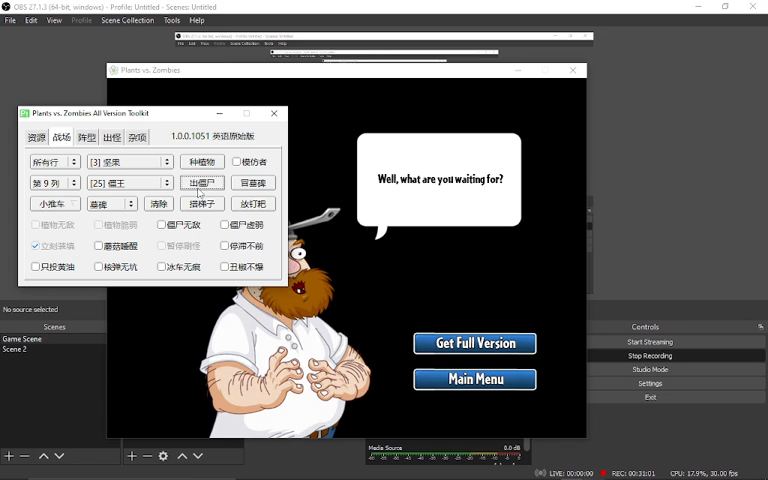 OBS 27.1.3 (64-bit, windows) - Profile: Untitled - Scenes: Untitled
File Edit View Profile Scene Collection Tools Help
Plants vs. Zombies
Plants vs. Zombies All Version Toolkit
资源 战场 阵型 出怪 杂项 1.0.0.1051 英语原始版
所有行 [3] 坚果 种植物 模仿者
第 9 列 [25] 僵王 出僵尸 冒墓碑
小推车 墓碑 清除 搭梯子 放钉耙
植物无敌 植物脆弱 僵尸无敌 僵尸虚弱
立刻装填 蘑菇睡醒 暂停刷怪 停滞不前
只投黄油 核弹无坑 冰车无痕 丑椒不爆
Well, what are you waiting for?
Get Full Version
Main Menu
No source selected
Scenes
Game Scene
Scene 2
Media Source 0.0 dB
Controls
Start Streaming
Stop Recording
Studio Mode
Settings
Exit
LIVE: 00:00:00 REC: 00:31:01 CPU: 17.9%, 30.00 fps